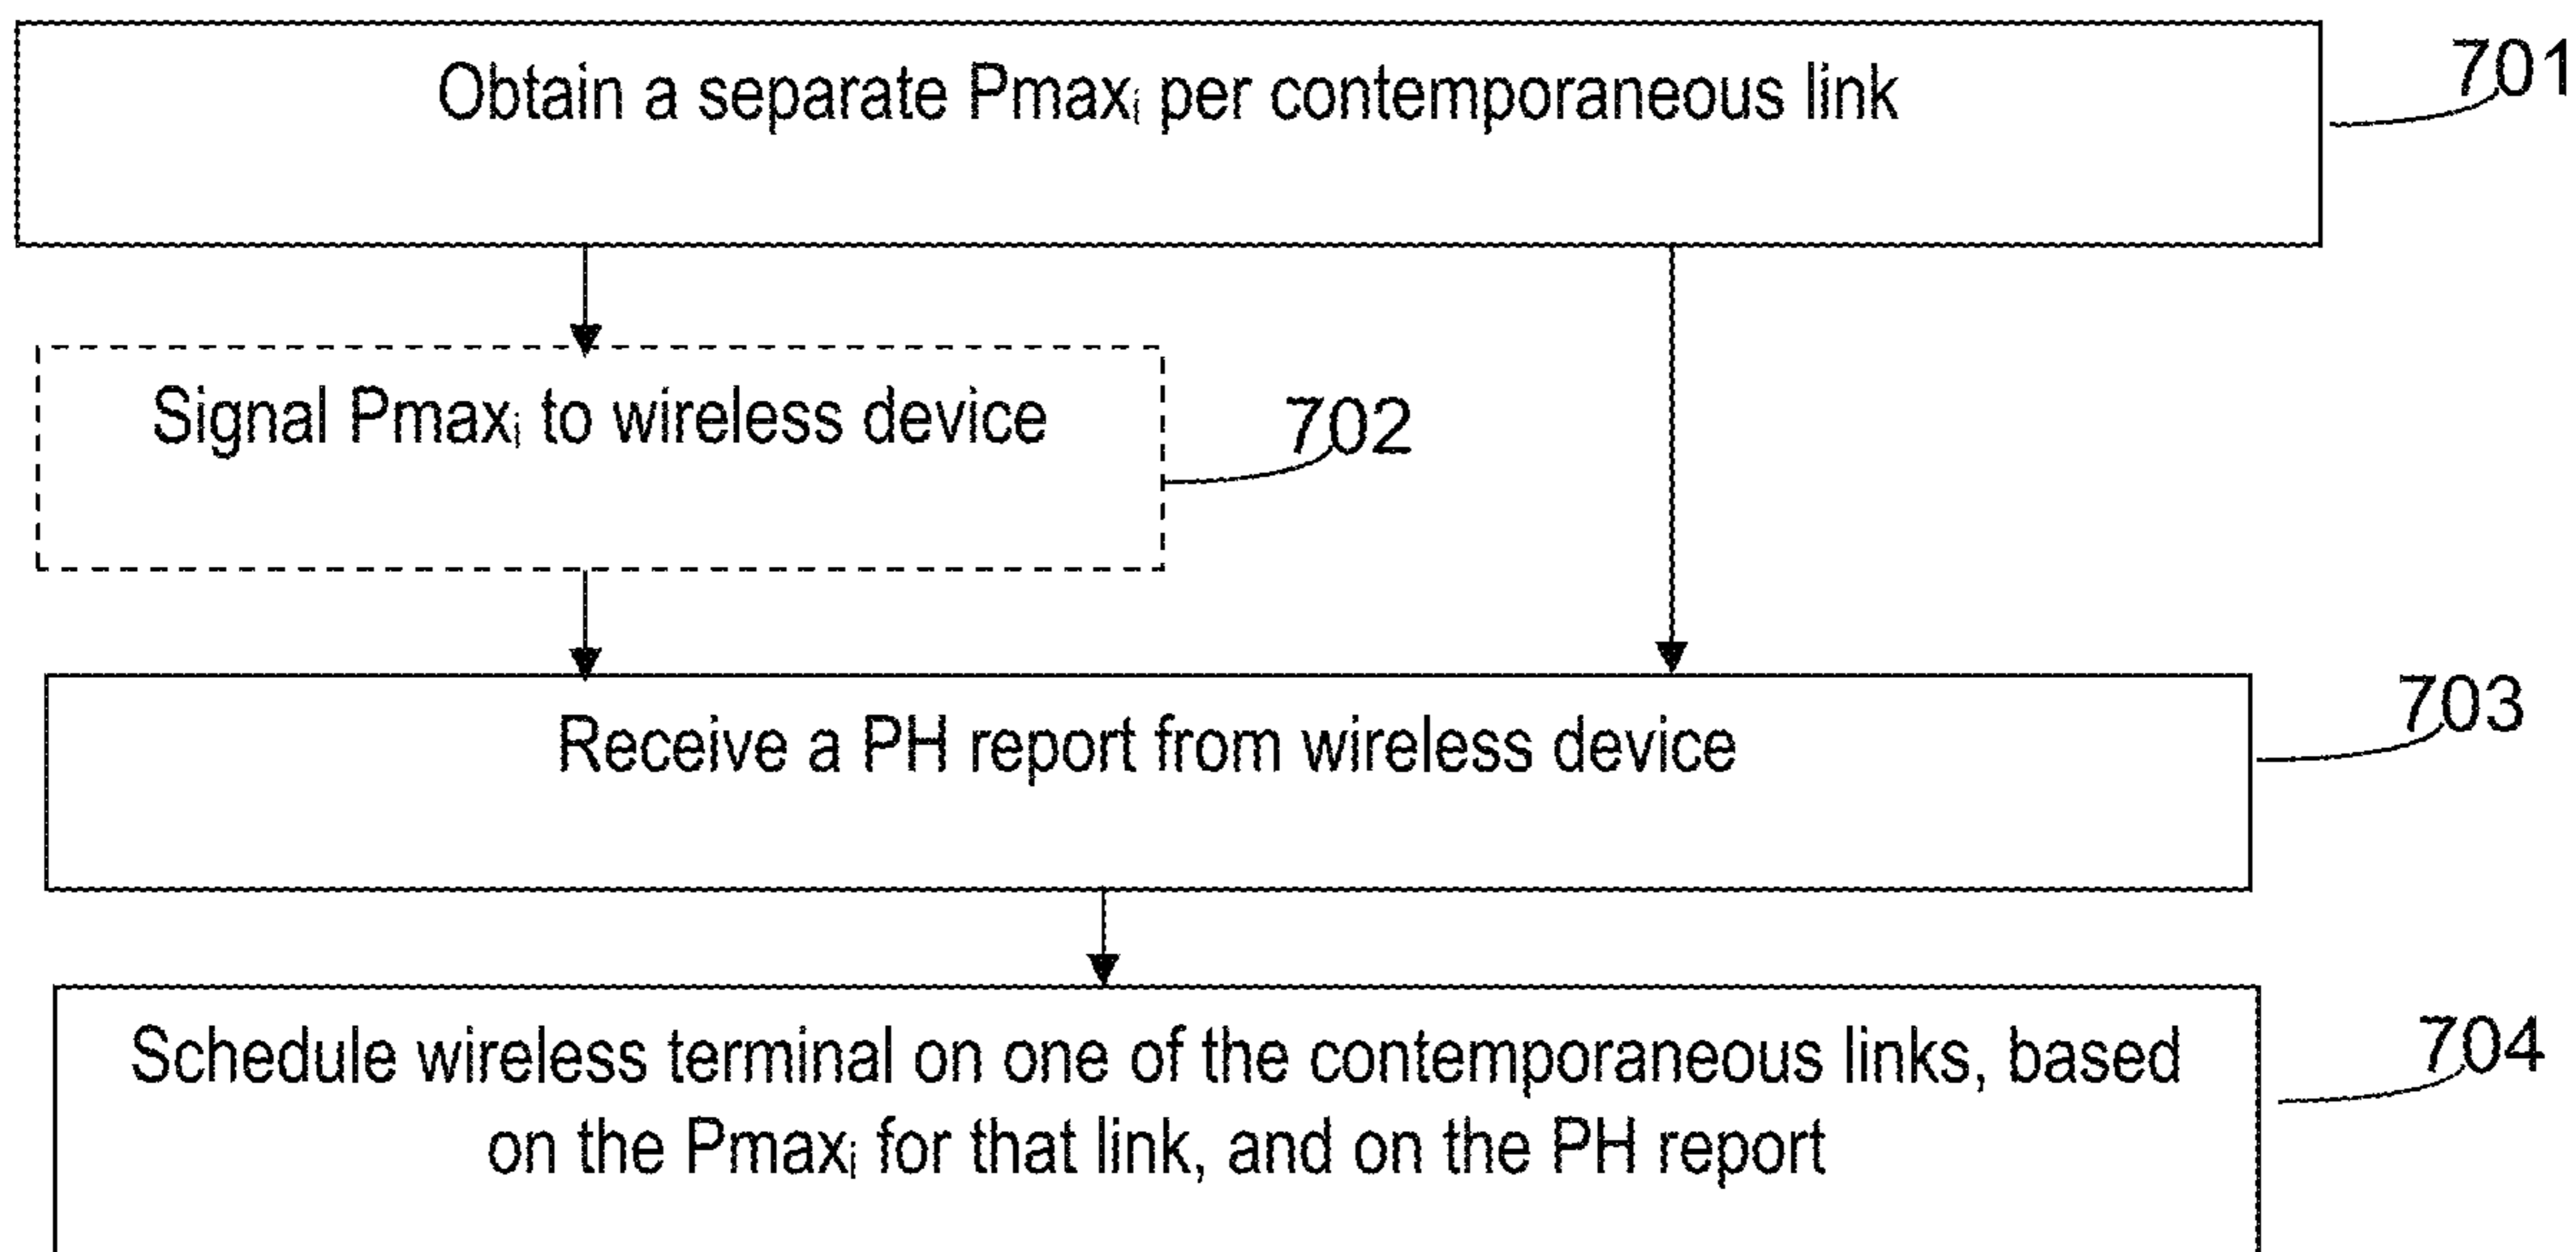 Obtain a separate Pmaxᵢ per contemporaneous link
701
Signal Pmaxᵢ to wireless device
702
Receive a PH report from wireless device
703
Schedule wireless terminal on one of the contemporaneous links, based
on the Pmaxᵢ for that link, and on the PH report
704